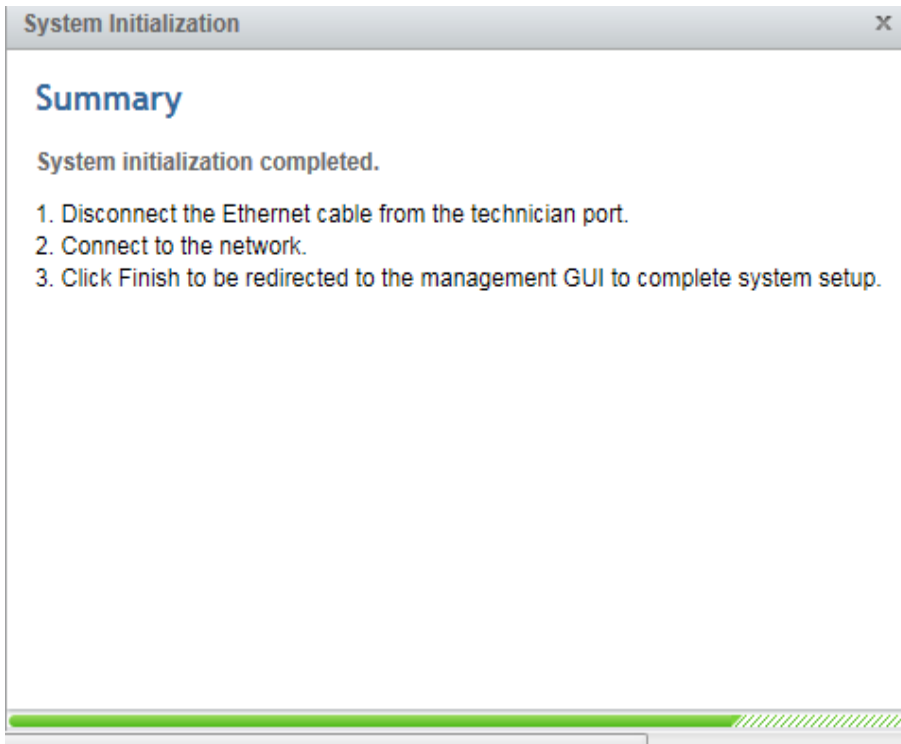 System Initialization x
Summary
System initialization completed.
1. Disconnect the Ethernet cable from the technician port.
2. Connect to the network.
3. Click Finish to be redirected to the management GUI to complete system setup.